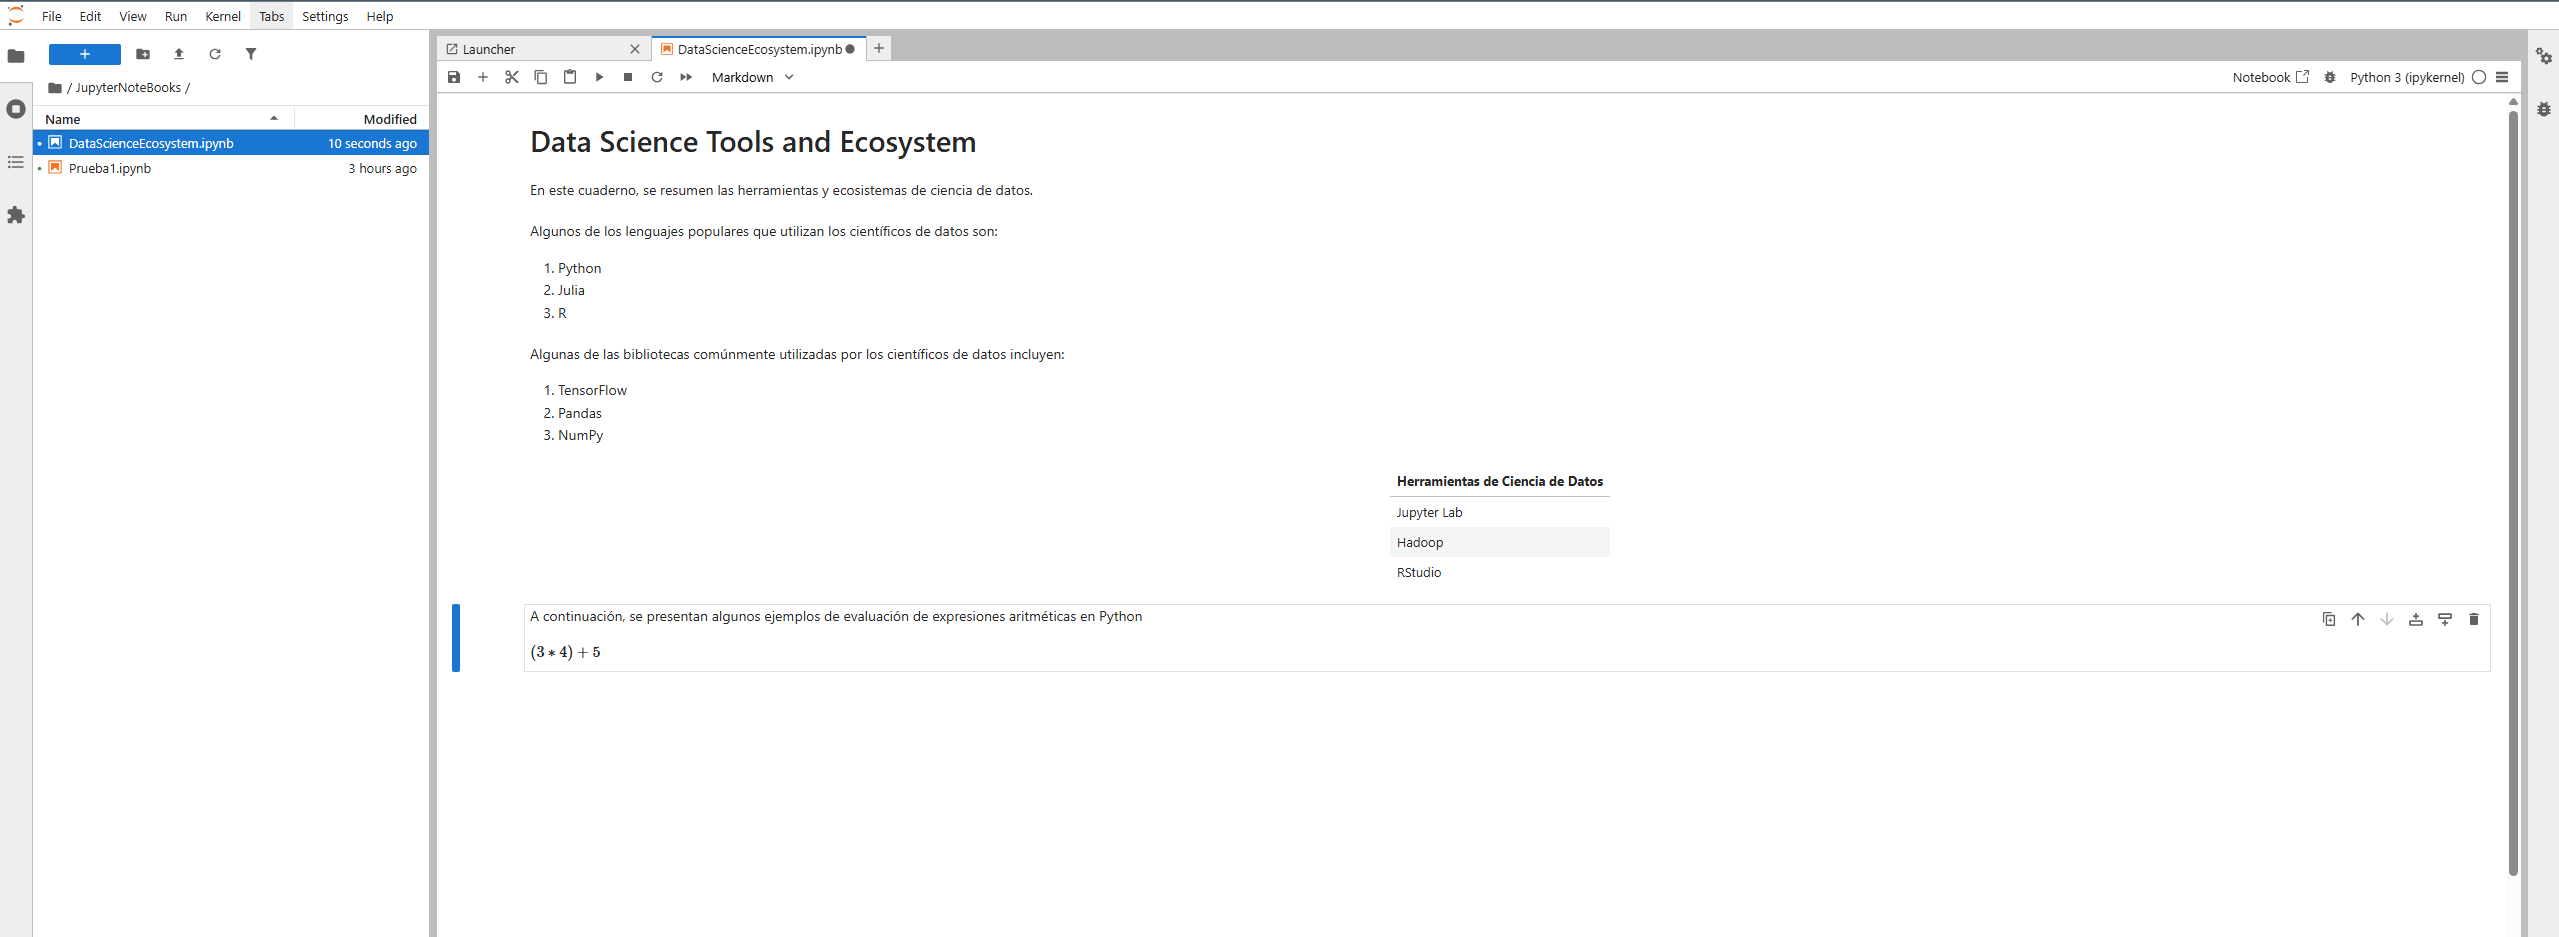 File Edit View Run Kernel Tabs Settings Help
/ JupyterNoteBooks /
Name Modified
DataScienceEcosystem.ipynb 10 seconds ago
Prueba1.ipynb 3 hours ago
Launcher DataScienceEcosystem.ipynb
Markdown Notebook Python 3 (ipykernel)
Data Science Tools and Ecosystem
En este cuaderno, se resumen las herramientas y ecosistemas de ciencia de datos.
Algunos de los lenguajes populares que utilizan los científicos de datos son:
1. Python
2. Julia
3. R
Algunas de las bibliotecas comúnmente utilizadas por los científicos de datos incluyen:
1. TensorFlow
2. Pandas
3. NumPy
Herramientas de Ciencia de Datos
Jupyter Lab
Hadoop
RStudio
A continuación, se presentan algunos ejemplos de evaluación de expresiones aritméticas en Python
(3 ∗ 4) + 5